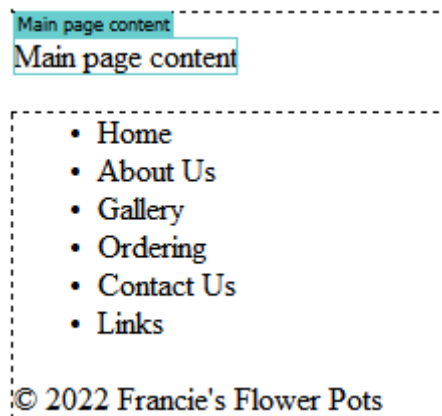 Main page content
Main page content
• Home
• About Us
• Gallery
• Ordering
• Contact Us
• Links
© 2022 Francie's Flower Pots